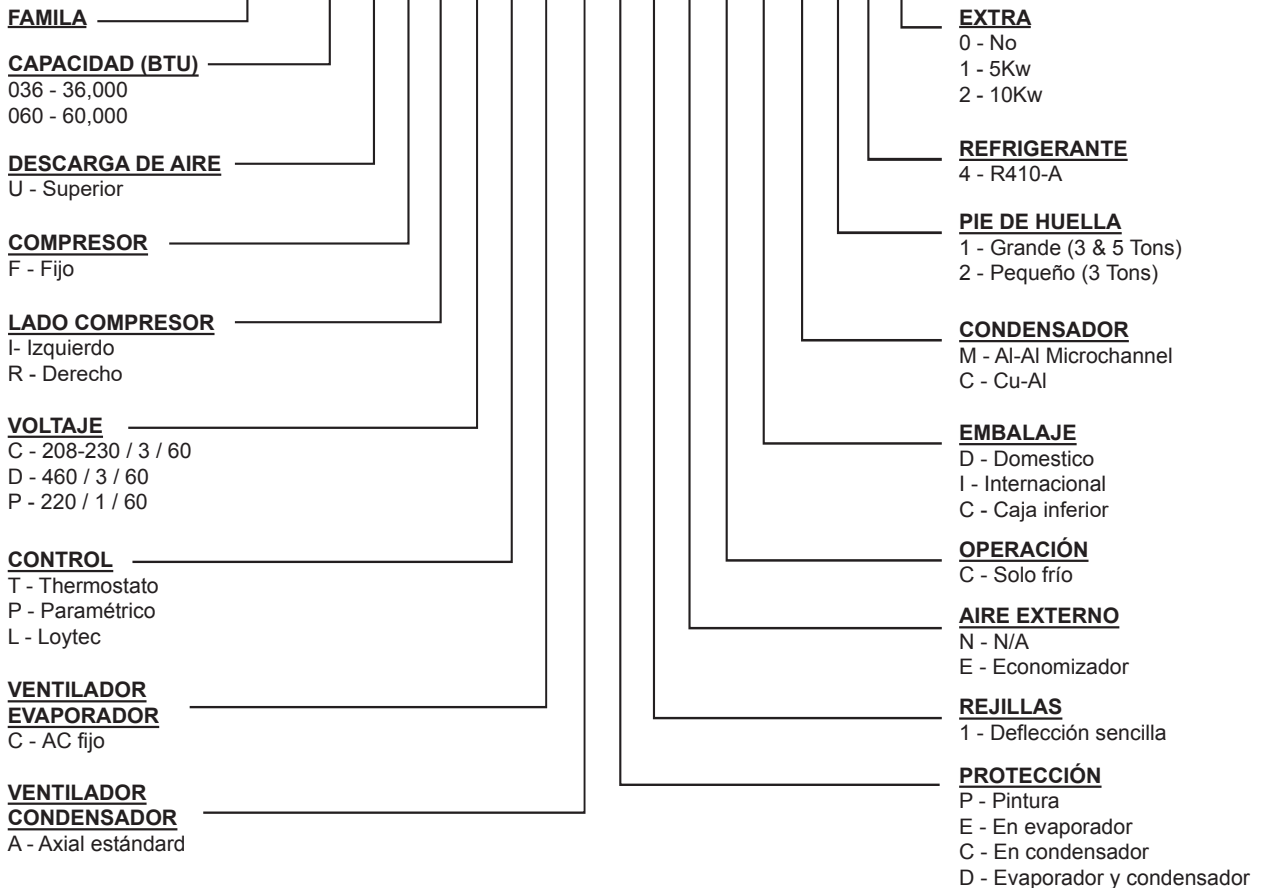 FAMILA
CAPACIDAD (BTU)
036 - 36,000
060 - 60,000
DESCARGA DE AIRE
U - Superior
COMPRESOR
F - Fijo
LADO COMPRESOR
I- Izquierdo
R - Derecho
VOLTAJE
C - 208-230 / 3 / 60
D - 460 / 3 / 60
P - 220 / 1 / 60
CONTROL
T - Thermostato
P - Paramétrico
L - Loytec
VENTILADOR
EVAPORADOR
C - AC fijo
VENTILADOR
CONDENSADOR
A - Axial estándard
EXTRA
0 - No
1 - 5Kw
2 - 10Kw
REFRIGERANTE
4 - R410-A
PIE DE HUELLA
1 - Grande (3 & 5 Tons)
2 - Pequeño (3 Tons)
CONDENSADOR
M - Al-Al Microchannel
C - Cu-Al
EMBALAJE
D - Domestico
I - Internacional
C - Caja inferior
OPERACIÓN
C - Solo frío
AIRE EXTERNO
N - N/A
E - Economizador
REJILLAS
1 - Deflección sencilla
PROTECCIÓN
P - Pintura
E - En evaporador
C - En condensador
D - Evaporador y condensador